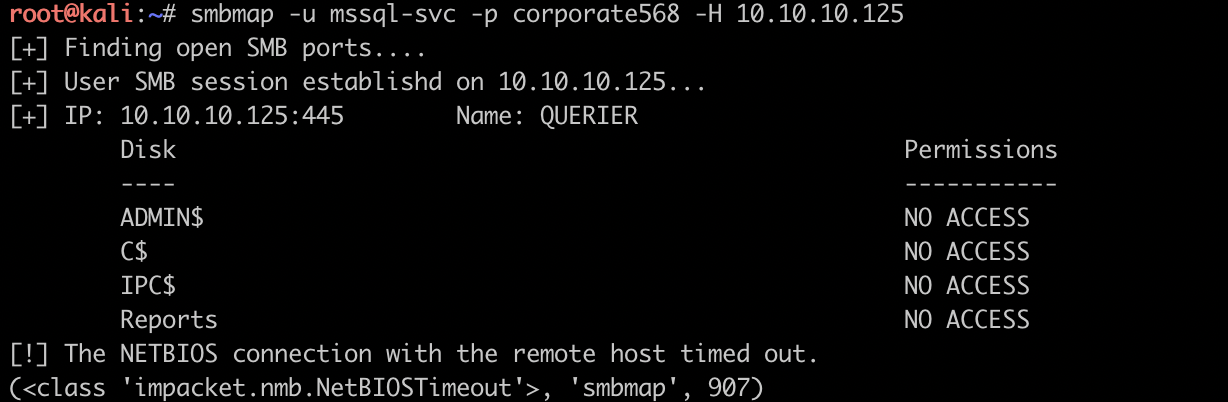 root@kali:~# smbmap -u mssql-svc -p corporate568 -H 10.10.10.125
[+] Finding open SMB ports....
[+] User SMB session establishd on 10.10.10.125...
[+] IP: 10.10.10.125:445 Name: QUERIER
Disk Permissions
---- -----------
ADMIN$ NO ACCESS
C$ NO ACCESS
IPC$ NO ACCESS
Reports NO ACCESS
[!] The NETBIOS connection with the remote host timed out.
(<class 'impacket.nmb.NetBIOSTimeout'>, 'smbmap', 907)